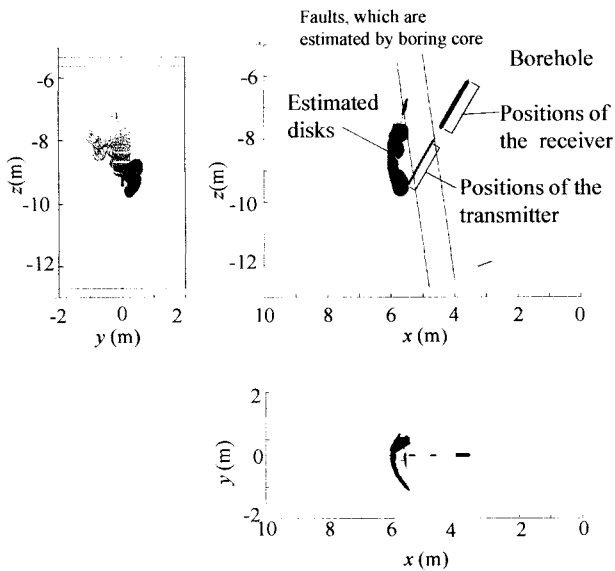 Faults, which are
estimated by boring core
Borehole
Estimated
disks
Positions of
the receiver
Positions of the
transmitter
z(m)
-6
-8
-10
-12
-2
0
2
y (m)
z(m)
-6
-8
-10
-12
10
8
6
4
2
0
x (m)
y (m)
2
0
-2
10
8
6
4
2
0
x (m)